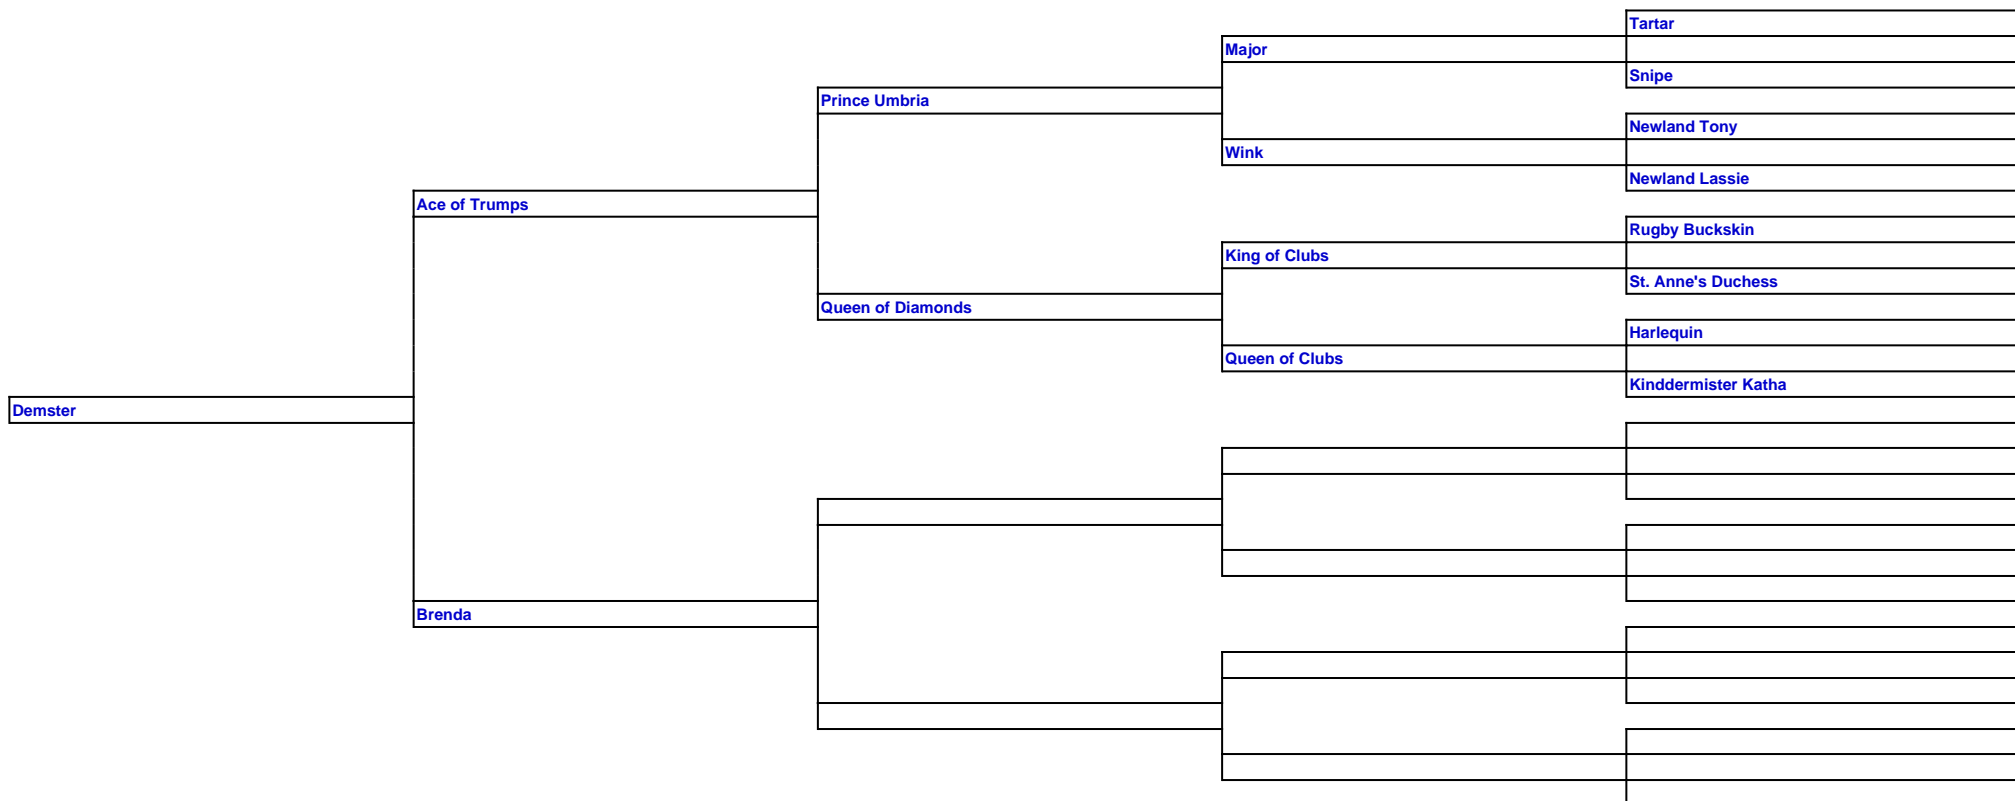 Tartar
Major
Snipe
Prince Umbria
Newland Tony
Wink
Newland Lassie
Ace of Trumps
Rugby Buckskin
King of Clubs
St. Anne's Duchess
Queen of Diamonds
Harlequin
Queen of Clubs
Kinddermister Katha
Demster
Brenda